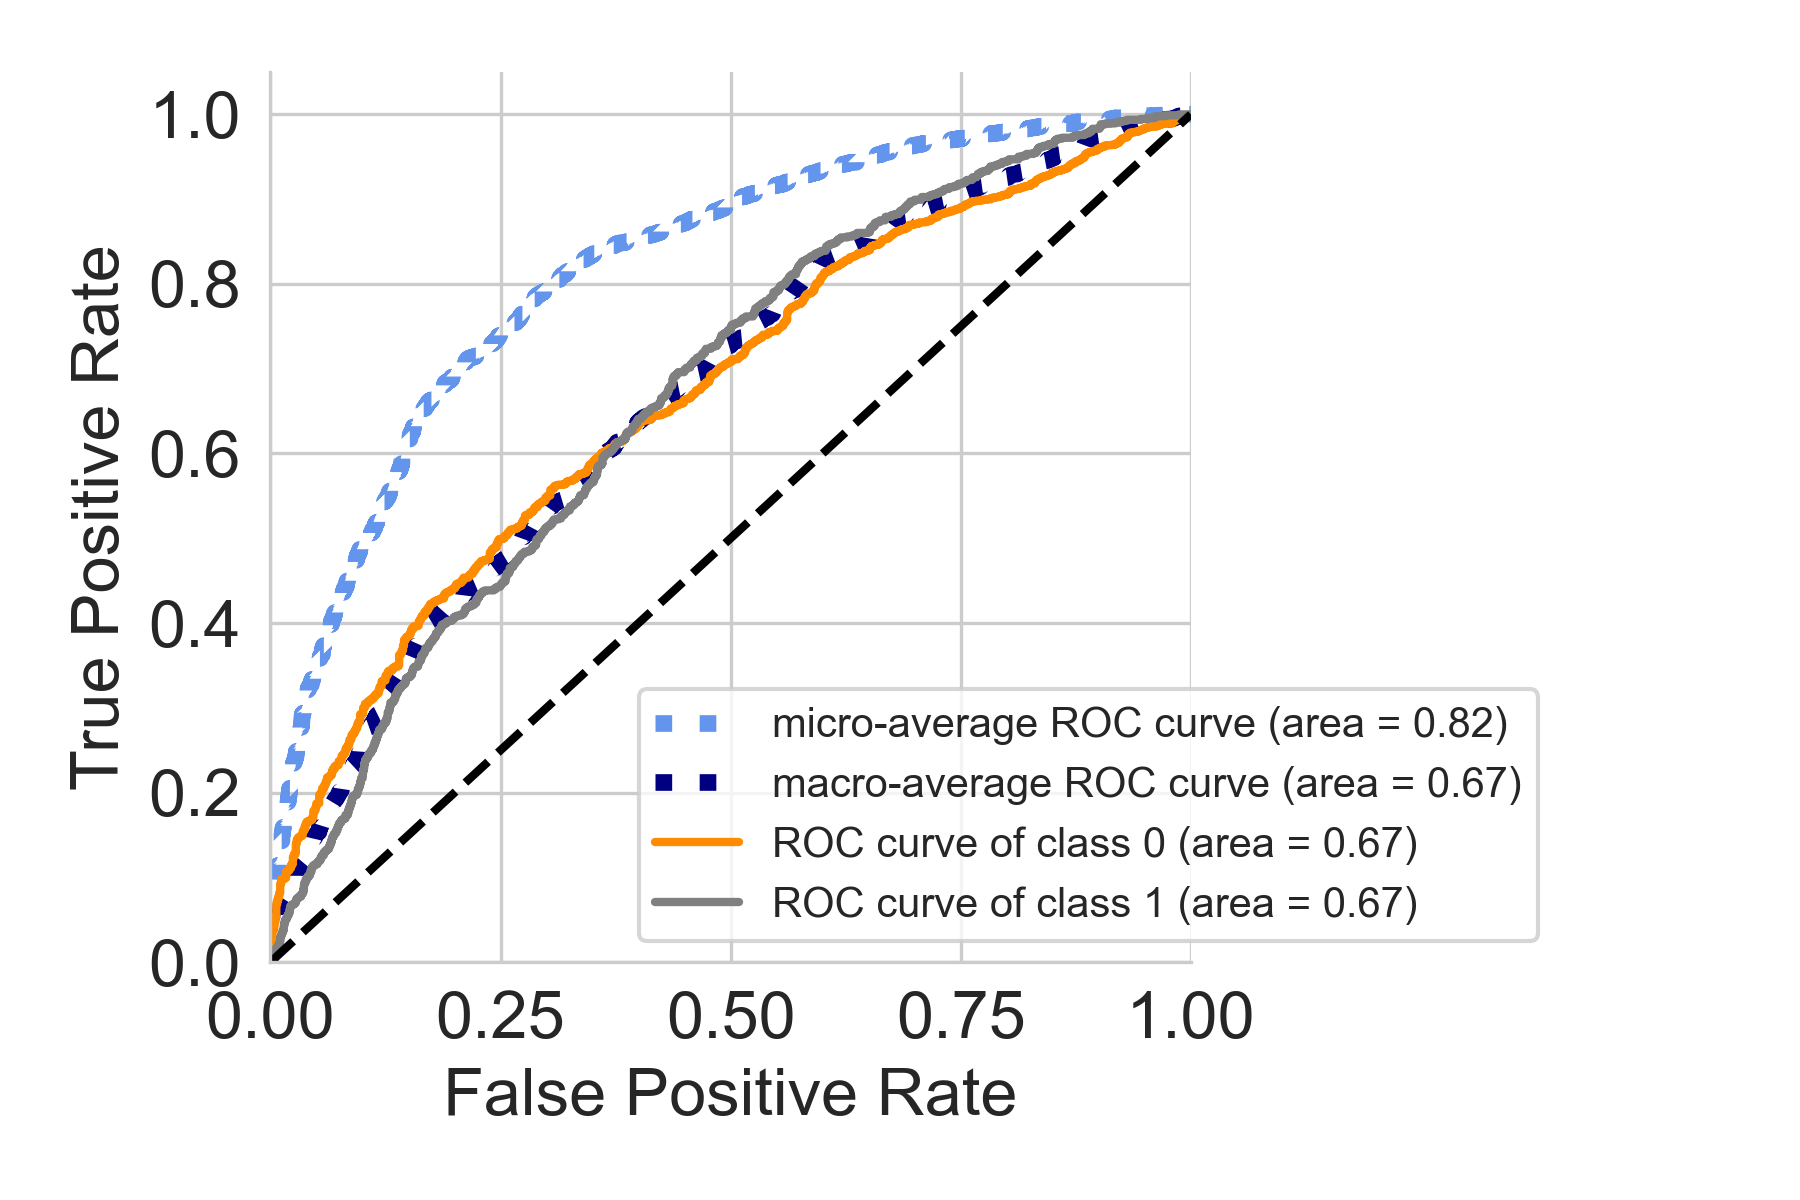 True Positive Rate
1.0
0.8
0.6
0.4
0.2
0.0
0.00 0.25 0.50 0.75 1.00
False Positive Rate
micro-average ROC curve (area = 0.82)
macro-average ROC curve (area = 0.67)
ROC curve of class 0 (area = 0.67)
ROC curve of class 1 (area = 0.67)